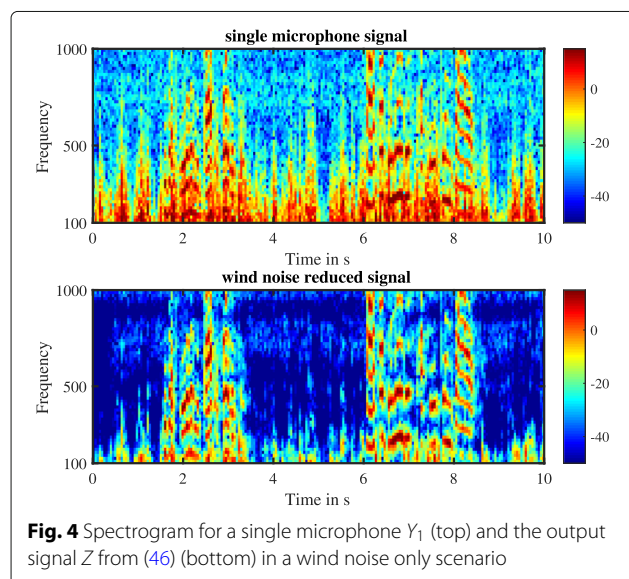 single microphone signal
1000
500
100
Frequency
0 2 4 6 8 10
Time in s
0
-20
-40
wind noise reduced signal
1000
500
100
Frequency
0 2 4 6 8 10
Time in s
0
-20
-40
Fig. 4 Spectrogram for a single microphone Y₁ (top) and the output
signal Z from (46) (bottom) in a wind noise only scenario